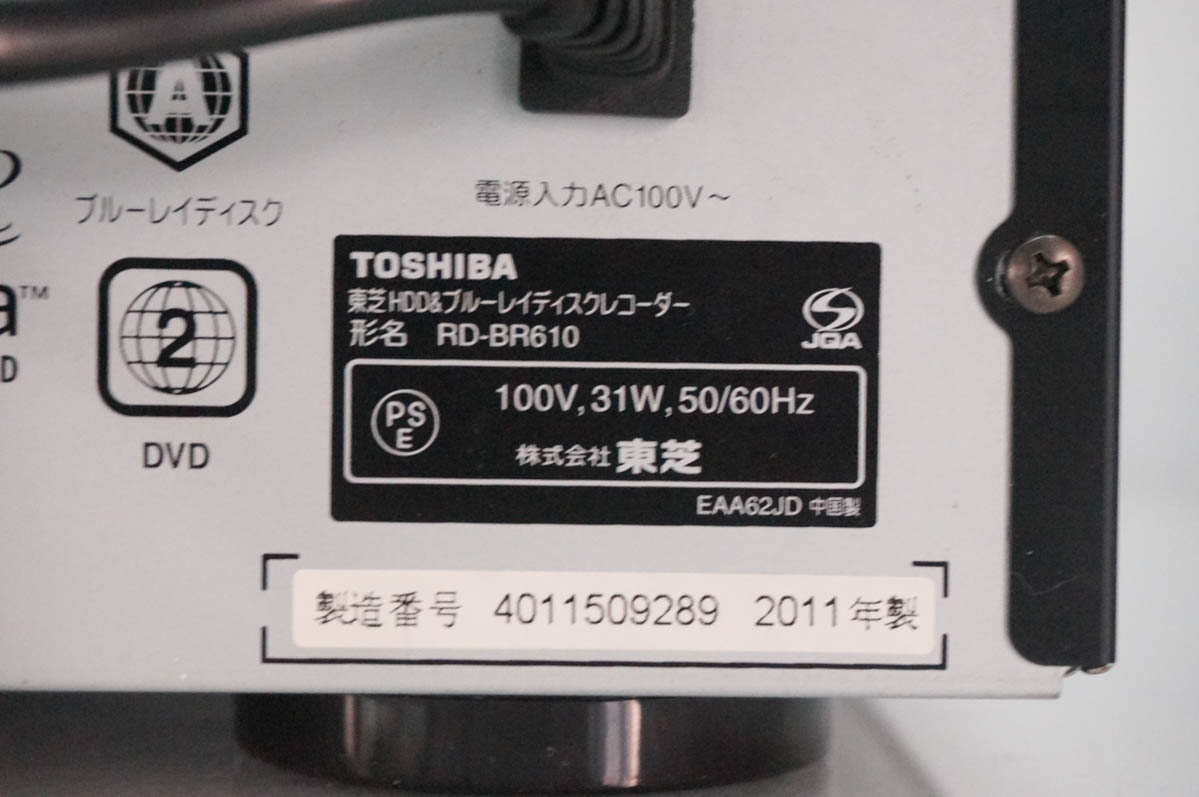 A
ブルーレイディスク
電源入力AC100V～
a™
D
2
DVD
TOSHIBA
東芝HDD&ブルーレイディスクレコーダー
形名 RD-BR610
JQA
PS
E
100V,31W,50/60Hz
株式会社 東芝
EAA62JD 中国製
製造番号 4011509289 2011年製